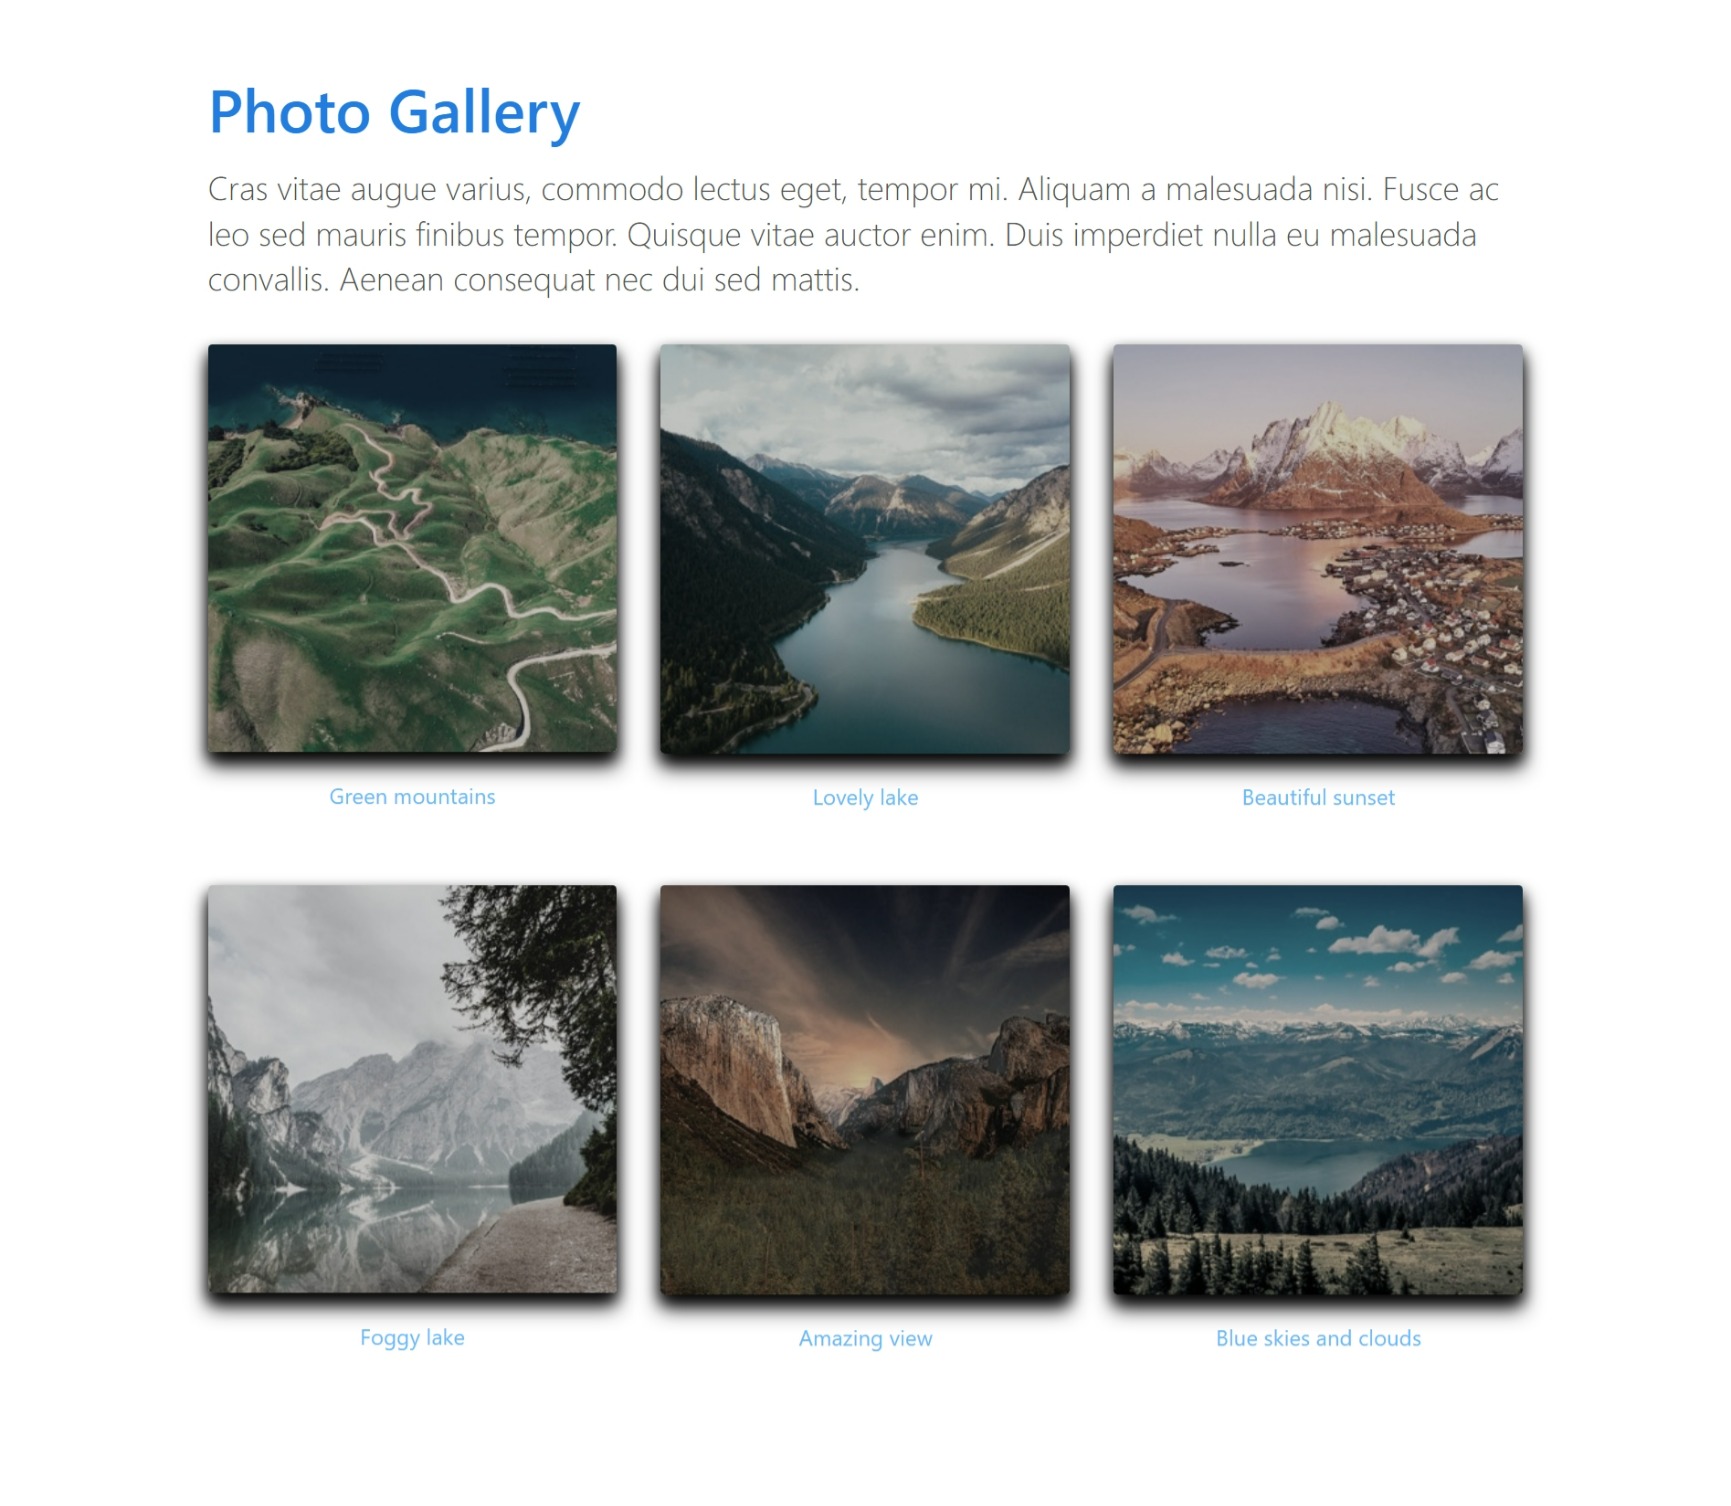 Photo Gallery
Cras vitae augue varius, commodo lectus eget, tempor mi. Aliquam a malesuada nisi. Fusce ac
leo sed mauris finibus tempor. Quisque vitae auctor enim. Duis imperdiet nulla eu malesuada
convallis. Aenean consequat nec dui sed mattis.
Green mountains
Lovely lake
Beautiful sunset
Foggy lake
Amazing view
Blue skies and clouds